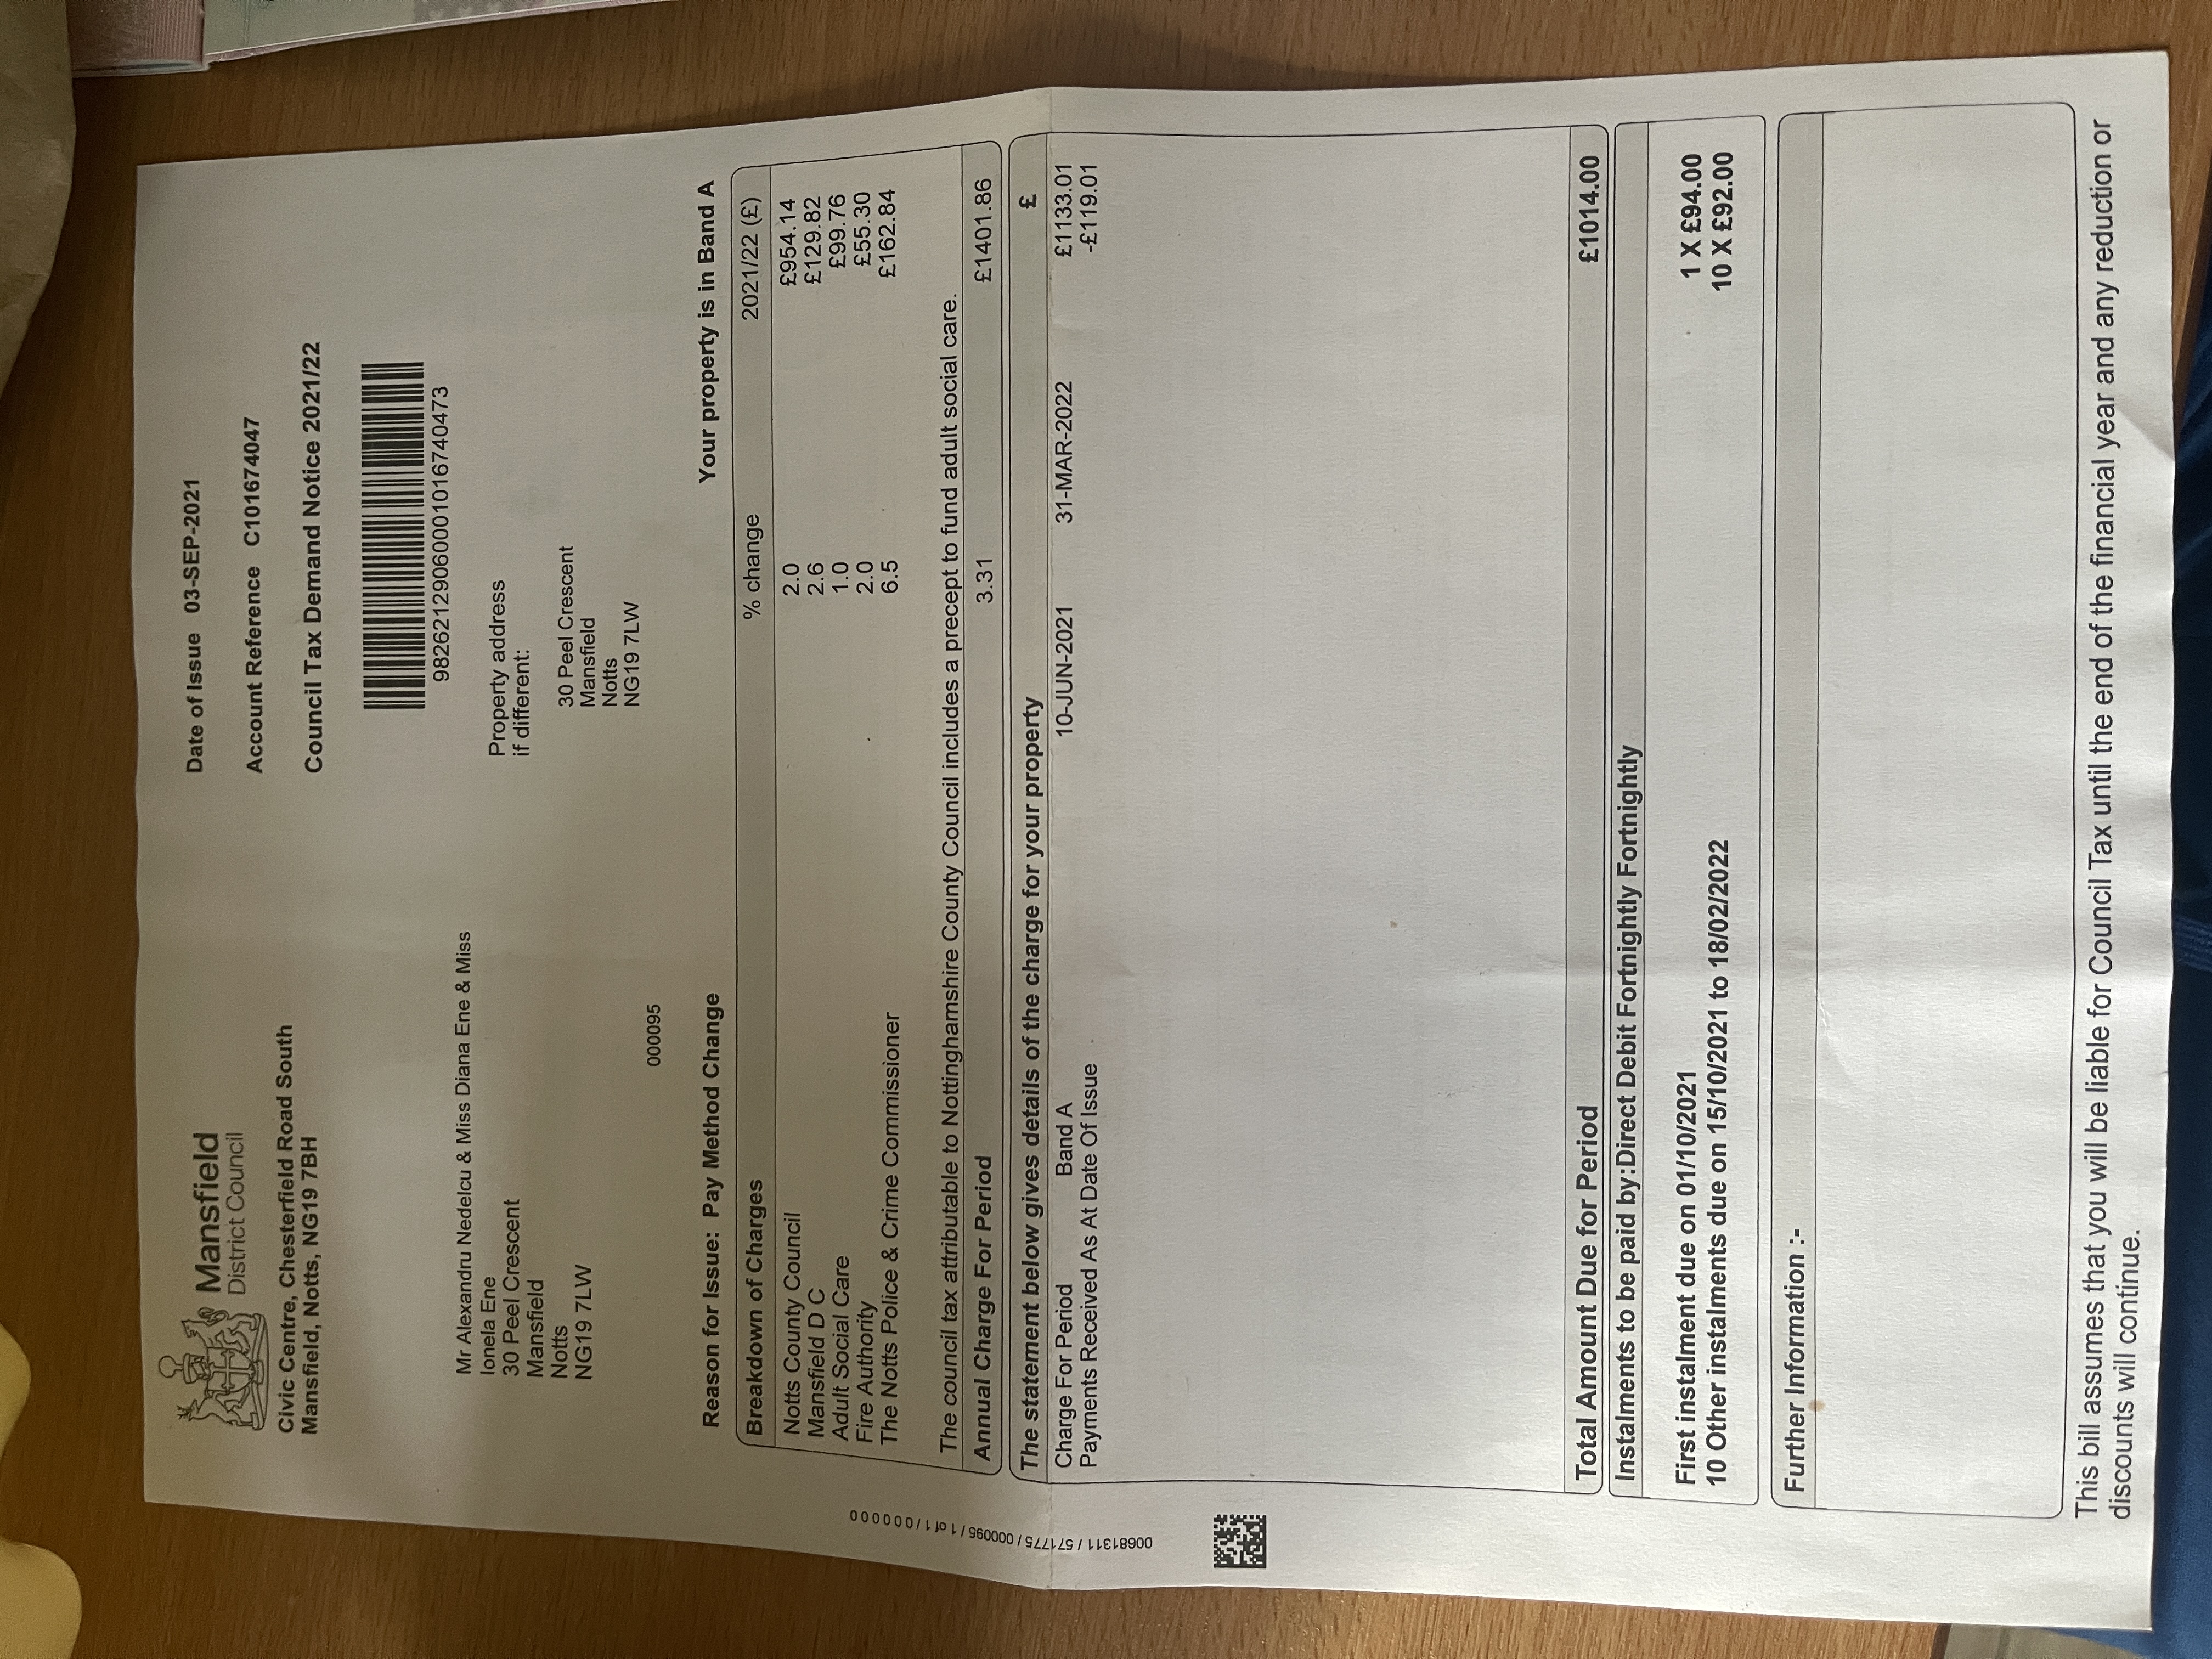 Mansfield
District Council
Civic Centre, Chesterfield Road South
Mansfield, Notts, NG19 7BH
Date of Issue 03-SEP-2021
Account Reference C101674047
Council Tax Demand Notice 2021/22
98262129060001016740473
Mr Alexandru Nedelcu & Miss Diana Ene & Miss
Ionela Ene
30 Peel Crescent
Mansfield
Notts
NG19 7LW
Property address
if different:
30 Peel Crescent
Mansfield
Notts
NG19 7LW
000095
Reason for Issue: Pay Method Change
Your property is in Band A
Breakdown of Charges % change 2021/22 (£)
Notts County Council 2.0 £954.14
Mansfield D C 2.6 £129.82
Adult Social Care 1.0 £99.76
Fire Authority 2.0 £55.30
The Notts Police & Crime Commissioner 6.5 £162.84
The council tax attributable to Nottinghamshire County Council includes a precept to fund adult social care.
Annual Charge For Period 3.31 £1401.86
The statement below gives details of the charge for your property £
Charge For Period Band A 10-JUN-2021 31-MAR-2022 £1133.01
Payments Received As At Date Of Issue -£119.01
00681311 / 571775 / 000095 / 1 of 1 / 000000
Total Amount Due for Period £1014.00
Instalments to be paid by:Direct Debit Fortnightly Fortnightly
First instalment due on 01/10/2021 1 X £94.00
10 Other instalments due on 15/10/2021 to 18/02/2022 10 X £92.00
Further Information :-
This bill assumes that you will be liable for Council Tax until the end of the financial year and any reduction or
discounts will continue.